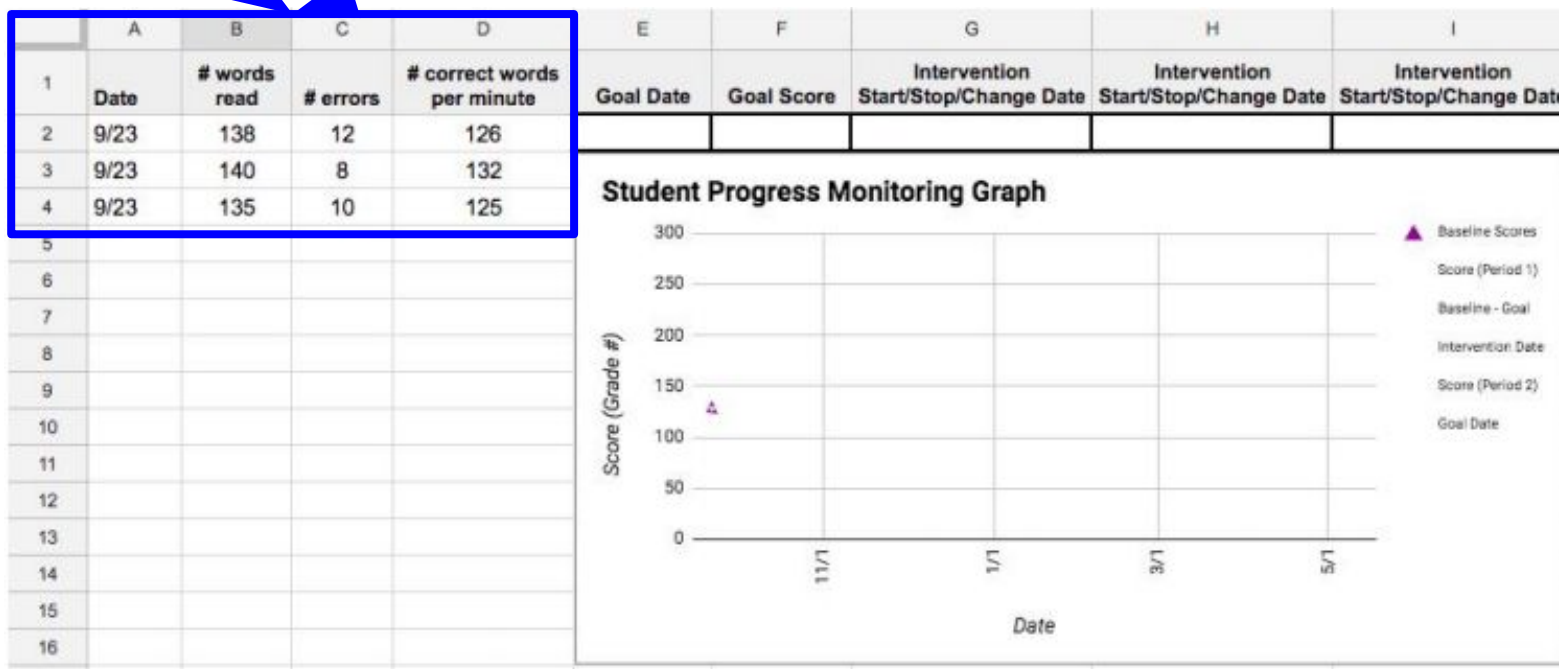 A B C D E F G H I
1 Date # words read # errors # correct words per minute Goal Date Goal Score Intervention Start/Stop/Change Date Intervention Start/Stop/Change Date Intervention Start/Stop/Change Date
2 9/23 138 12 126
3 9/23 140 8 132
4 9/23 135 10 125
5
6
7
8
9
10
11
12
13
14
15
16
Student Progress Monitoring Graph
300
250
200
150
100
50
0
Score (Grade #)
11/1 1/1 3/1 5/1
Date
Baseline Scores
Score (Period 1)
Baseline - Goal
Intervention Date
Score (Period 2)
Goal Date